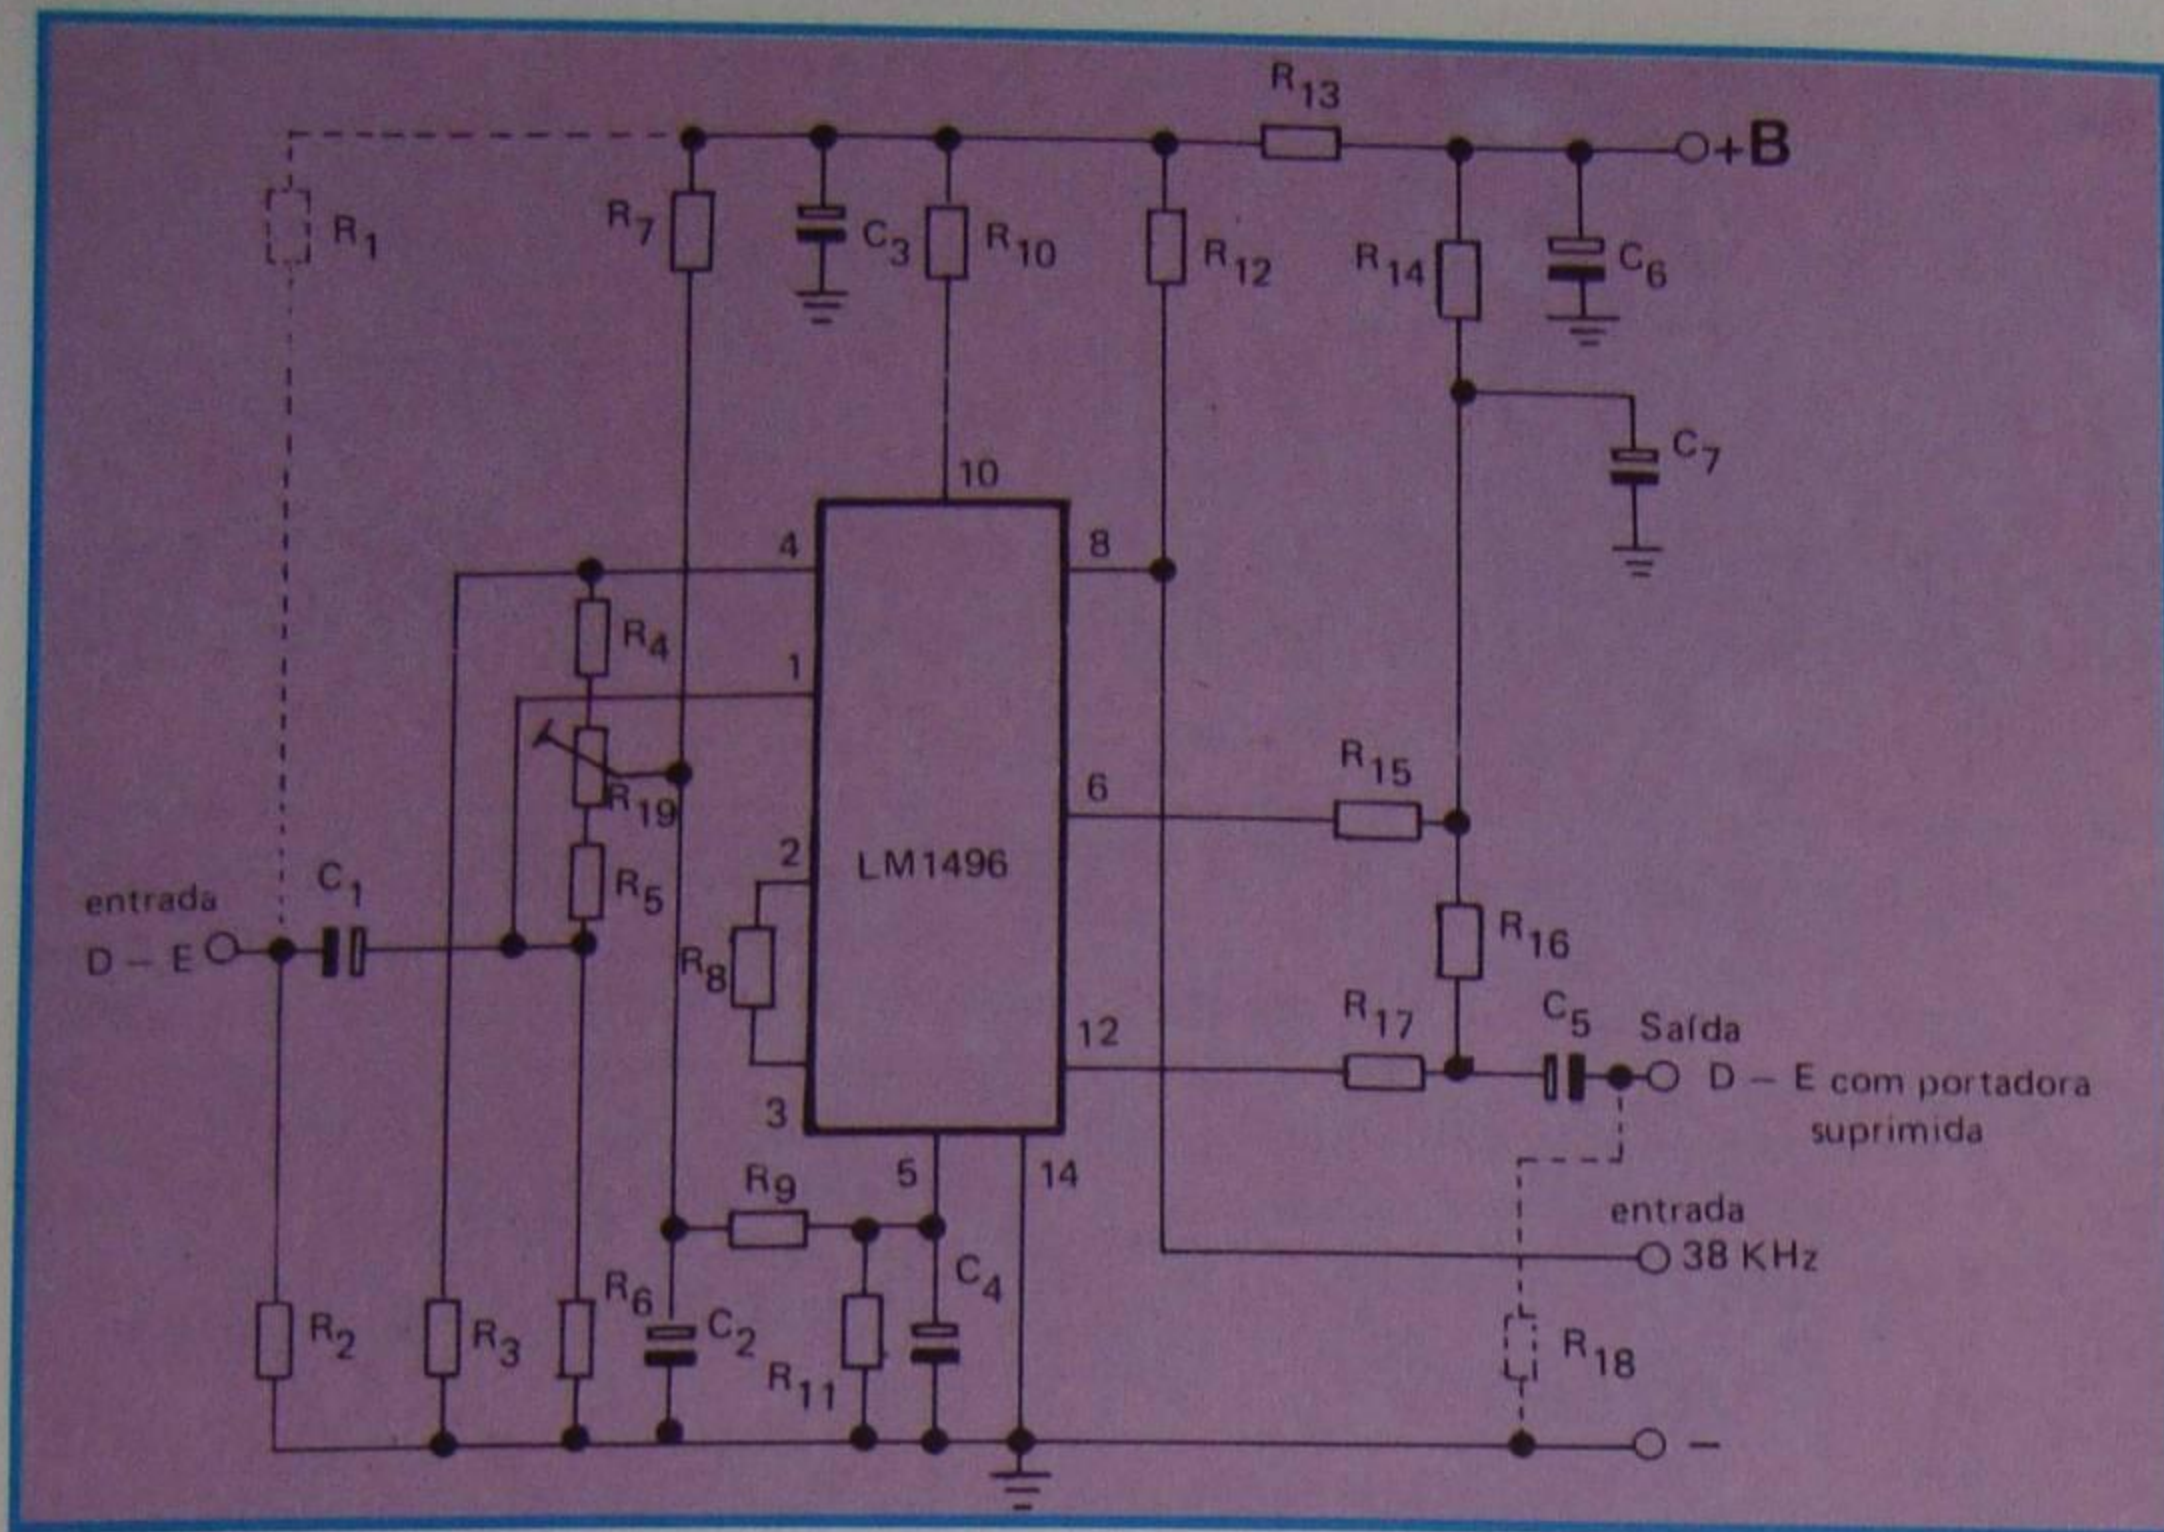 R13
+B
R1
R7
C3
R10
R12
R14
C6
C7
10
4
8
R4
1
R15
6
R19
2
LM1496
R5
C1
entrada
D – E
R8
R16
R17
C5
Saída
12
D – E com portadora
suprimida
3
5
14
R9
entrada
38 KHz
C4
R6
R2
R3
C2
R11
R18
–